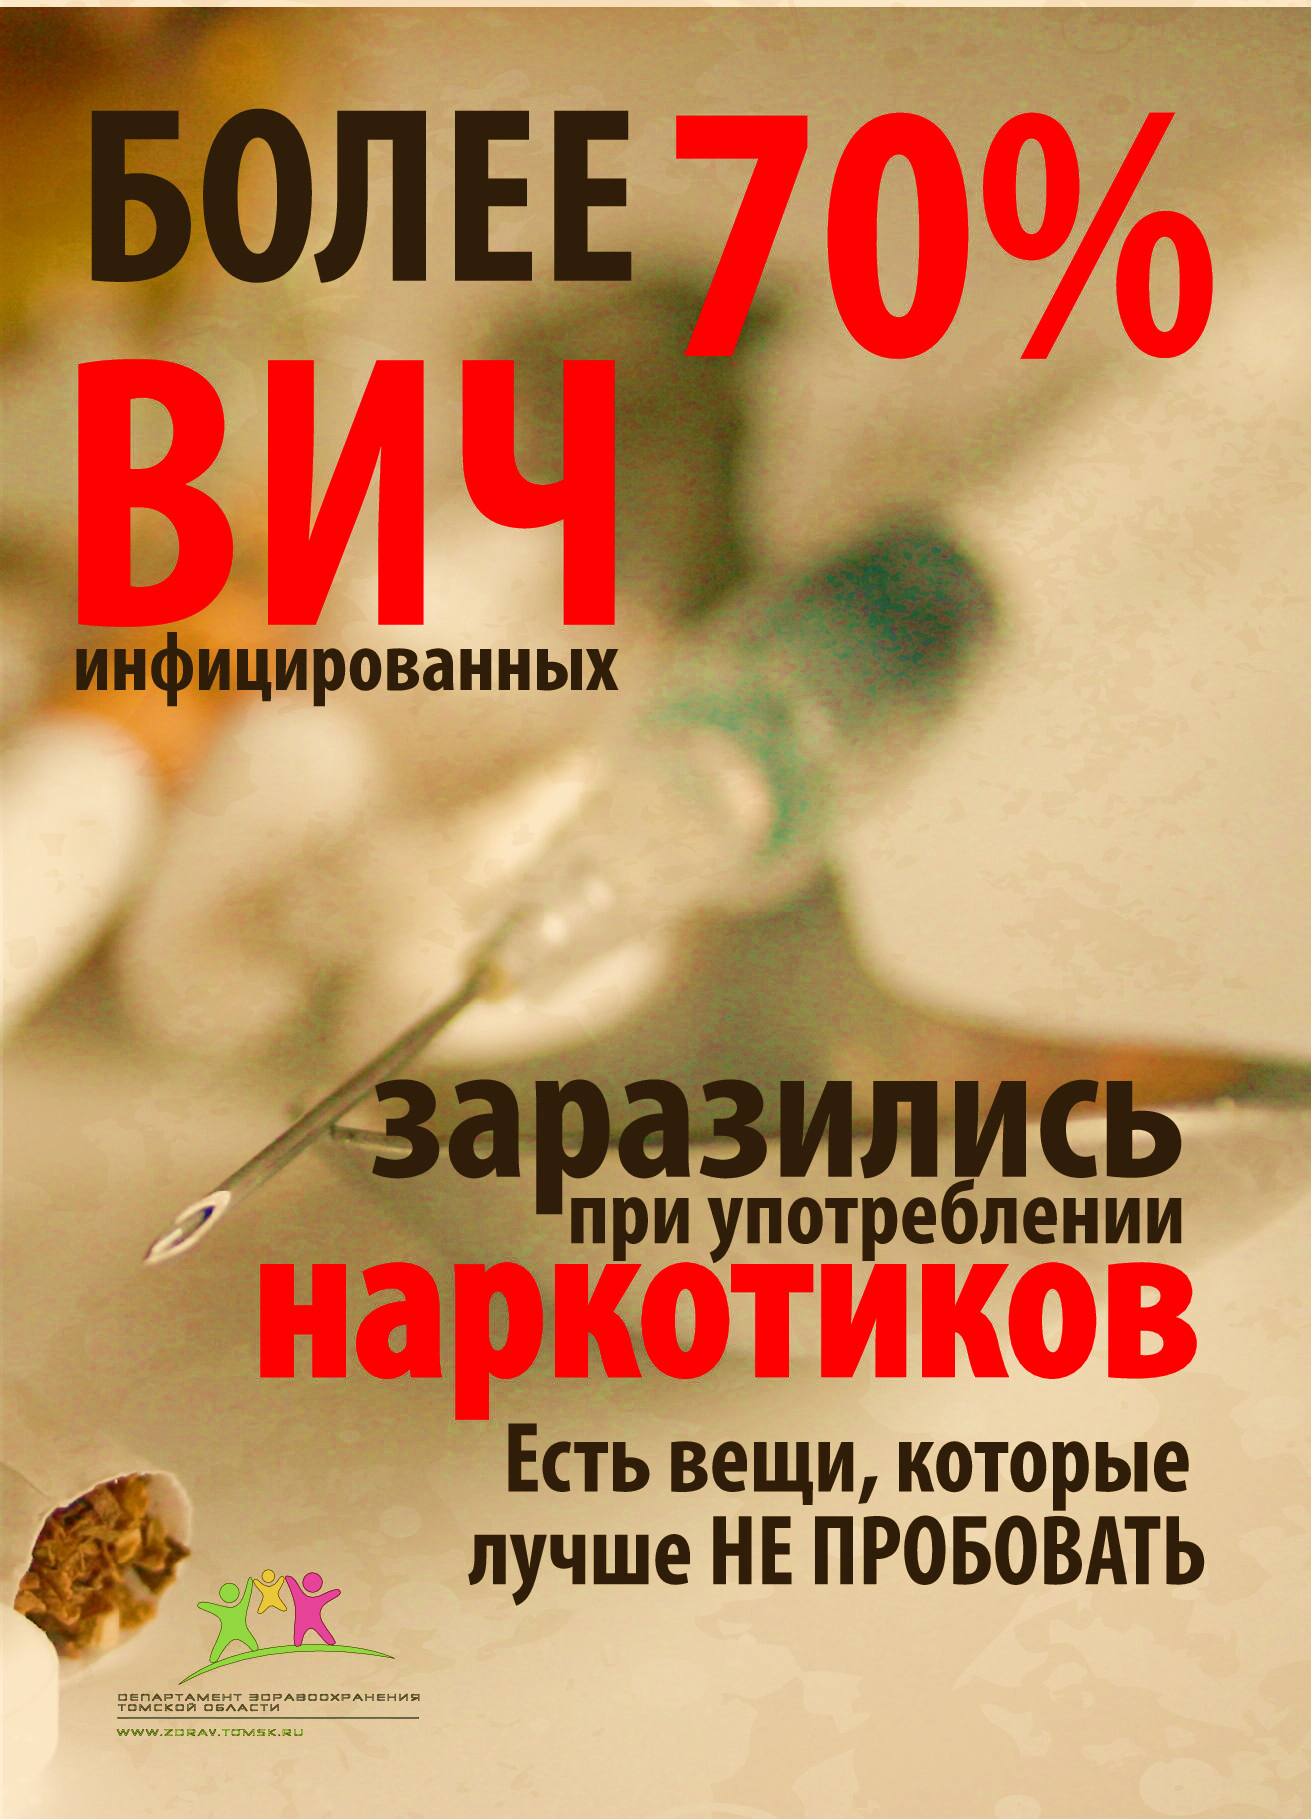 БОЛЕЕ 70%
ВИЧ
инфицированных
заразились
при употреблении
наркотиков
Есть вещи, которые
лучше НЕ ПРОБОВАТЬ
ДЕПАРТАМЕНТ ЗДРАВООХРАНЕНИЯ
ТОМСКОЙ ОБЛАСТИ
WWW.ZDRAV.TOMSK.RU